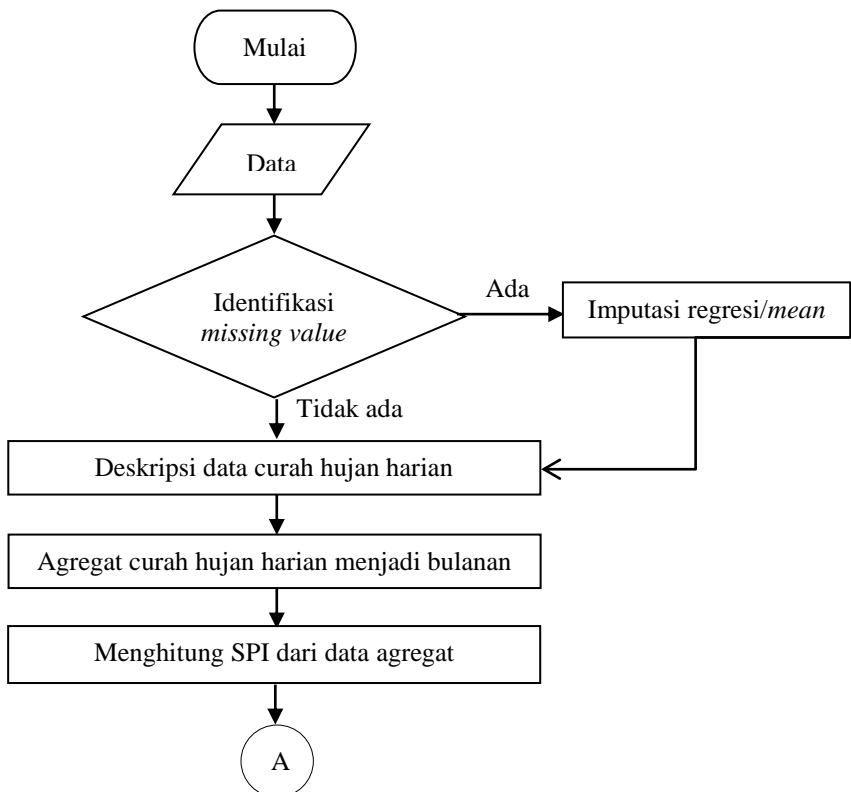 Mulai
Data
Identifikasi
missing value
Ada
Imputasi regresi/mean
Tidak ada
Deskripsi data curah hujan harian
Agregat curah hujan harian menjadi bulanan
Menghitung SPI dari data agregat
A